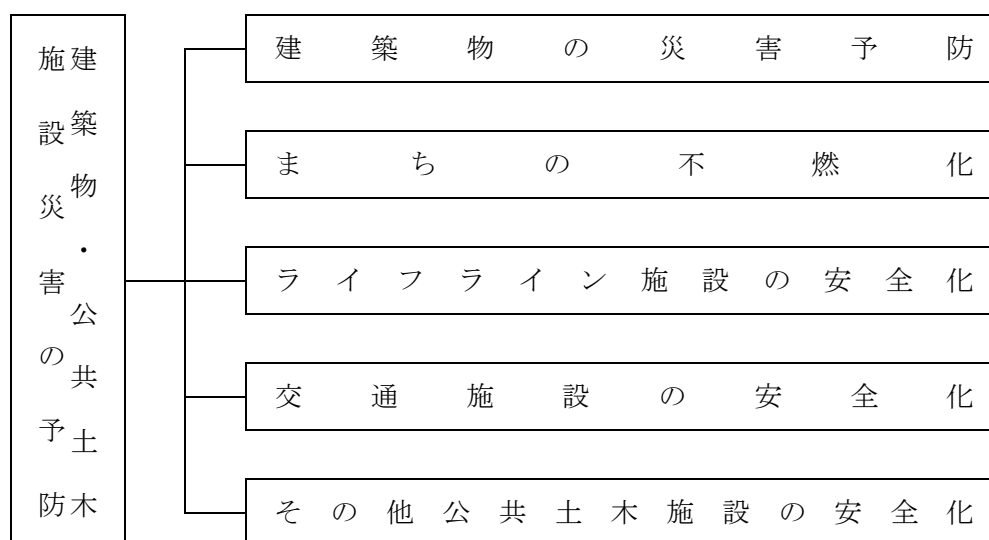 建築物・公共土木
施設災害の予防
建築物の災害予防
まちの不燃化
ライフライン施設の安全化
交通施設の安全化
その他公共土木施設の安全化